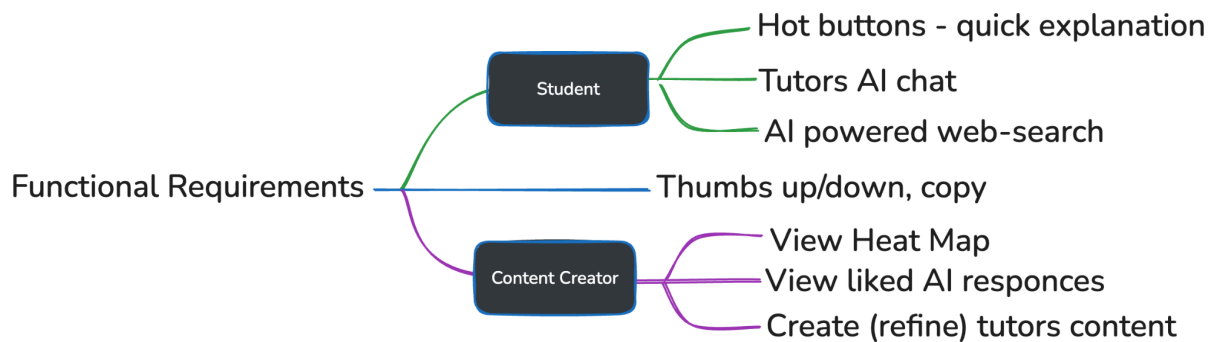 Hot buttons - quick explanation
Student
Tutors AI chat
AI powered web-search
Functional Requirements
Thumbs up/down, copy
View Heat Map
Content Creator
View liked AI responces
Create (refine) tutors content